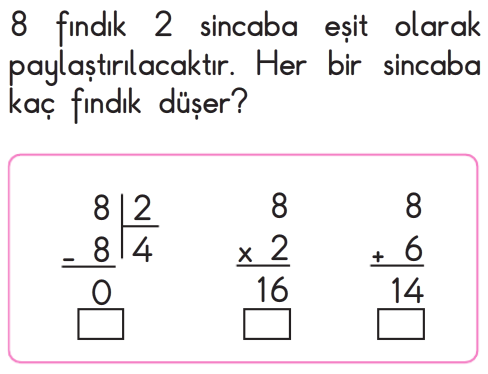 8 fındık 2 sincaba eşit olarak
paylaştırılacaktır. Her bir sincaba
kaç fındık düşer?
8 2 8 8
- 8 4 x 2 + 6
0 16 14